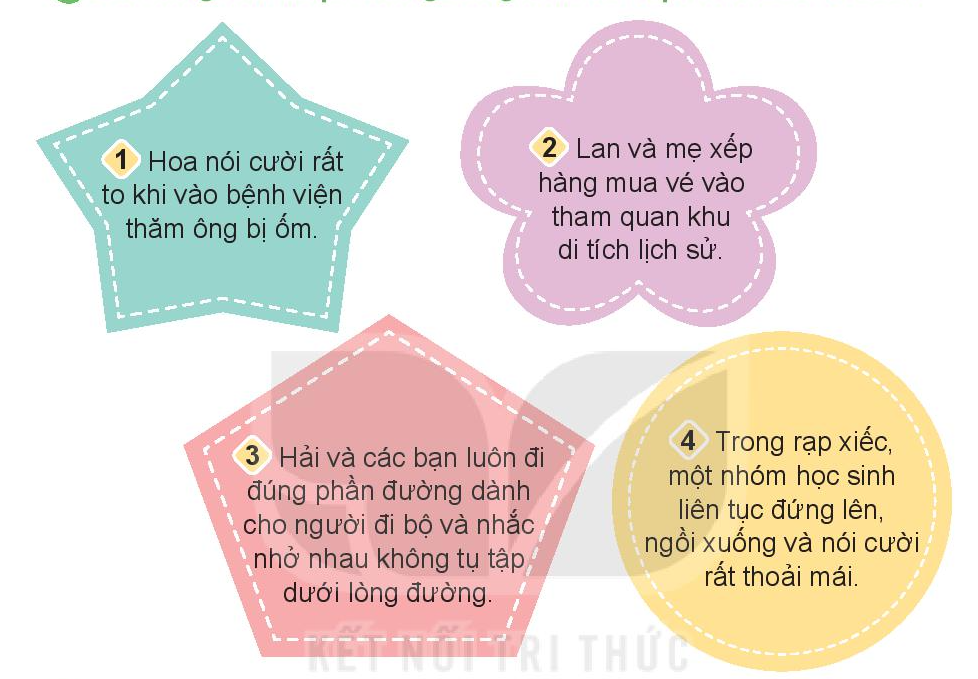 1 Hoa nói cười rất
to khi vào bệnh viện
thăm ông bị ốm.
2 Lan và mẹ xếp
hàng mua vé vào
tham quan khu
di tích lịch sử.
3 Hải và các bạn luôn đi
đúng phần đường dành
cho người đi bộ và nhắc
nhở nhau không tụ tập
dưới lòng đường.
4 Trong rạp xiếc,
một nhóm học sinh
liên tục đứng lên,
ngồi xuống và nói cười
rất thoải mái.
KẾT NỐI TRI THỨC